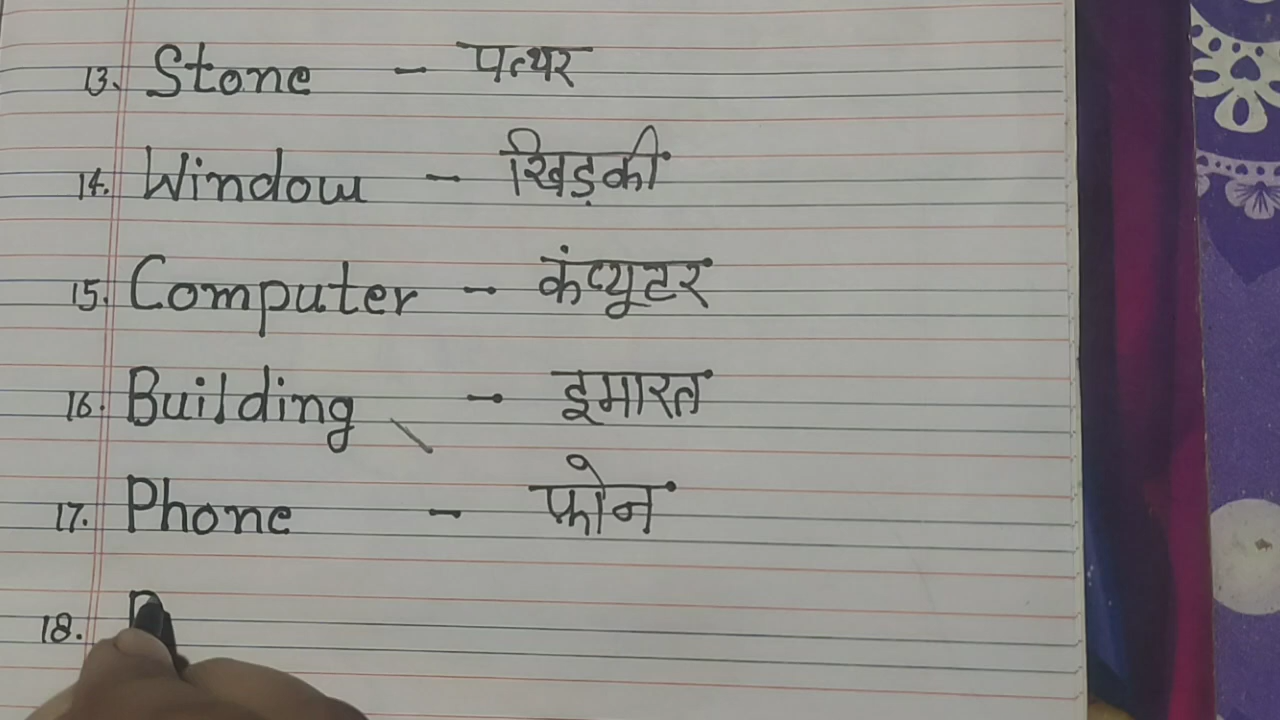 13. Stone - पत्थर
14. Window - खिड़की
15. Computer - कंप्यूटर
16. Building - इमारत
17. Phone - फोन
18.